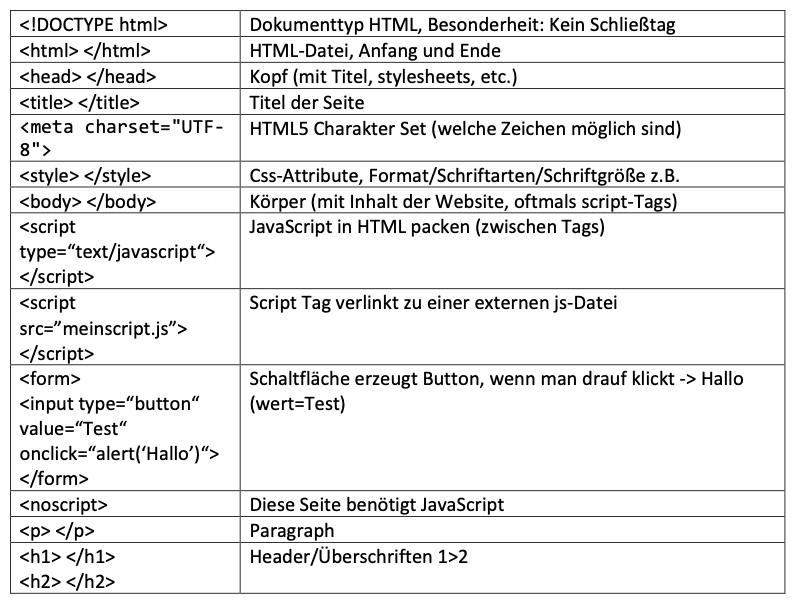 <!DOCTYPE html> Dokumenttyp HTML, Besonderheit: Kein Schließtag
<html> </html> HTML-Datei, Anfang und Ende
<head> </head> Kopf (mit Titel, stylesheets, etc.)
<title> </title> Titel der Seite
<meta charset="UTF-
8">
HTML5 Charakter Set (welche Zeichen möglich sind)
<style> </style> Css-Attribute, Format/Schriftarten/Schriftgröße z.B.
<body> </body> Körper (mit Inhalt der Website, oftmals script-Tags)
<script
type=“text/javascript“>
</script>
JavaScript in HTML packen (zwischen Tags)
<script
src=”meinscript.js”>
</script>
Script Tag verlinkt zu einer externen js-Datei
<form>
<input type=“button“
value=“Test“
onclick=“alert(‘Hallo’)“>
</form>
Schaltfläche erzeugt Button, wenn man drauf klickt -> Hallo
(wert=Test)
<noscript> Diese Seite benötigt JavaScript
<p> </p> Paragraph
<h1> </h1>
<h2> </h2>
Header/Überschriften 1>2